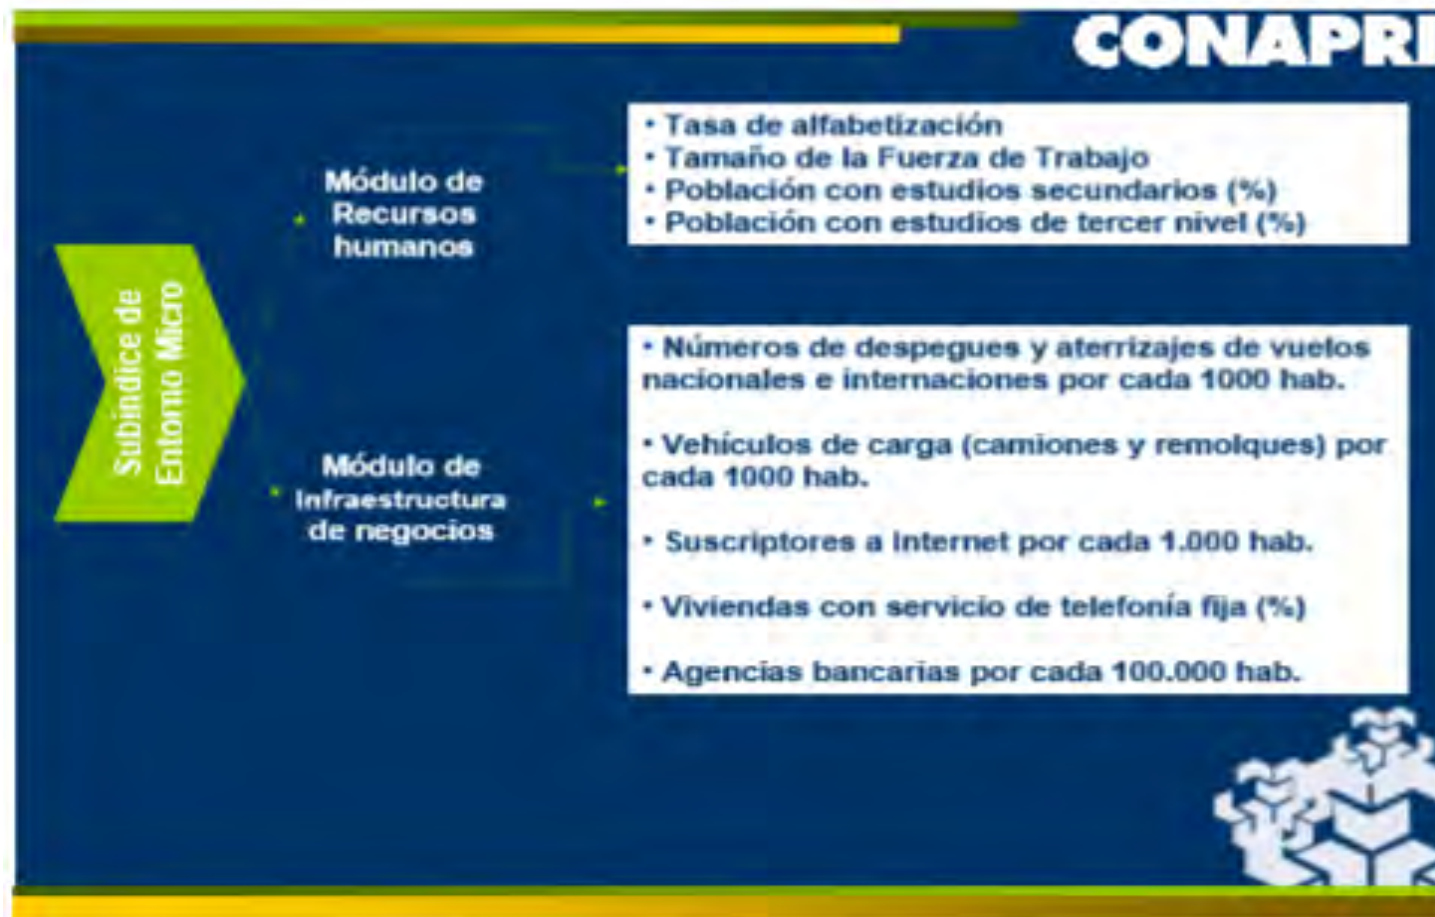 CONAPRI
Subíndice de
Entorno Micro
Módulo de
Recursos
humanos
• Tasa de alfabetización
• Tamaño de la Fuerza de Trabajo
• Población con estudios secundarios (%)
• Población con estudios de tercer nivel (%)
Módulo de
Infraestructura
de negocios
• Números de despegues y aterrizajes de vuelos
nacionales e internaciones por cada 1000 hab.
• Vehículos de carga (camiones y remolques) por
cada 1000 hab.
• Suscriptores a Internet por cada 1.000 hab.
• Viviendas con servicio de telefonía fija (%)
• Agencias bancarias por cada 100.000 hab.